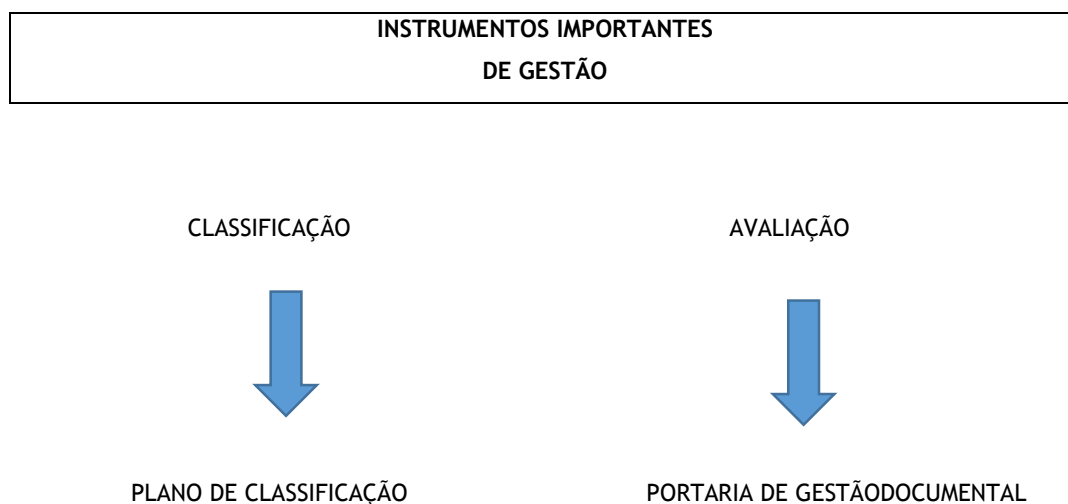 INSTRUMENTOS IMPORTANTES
DE GESTÃO
CLASSIFICAÇÃO
AVALIAÇÃO
PLANO DE CLASSIFICAÇÃO
PORTARIA DE GESTÃODOCUMENTAL